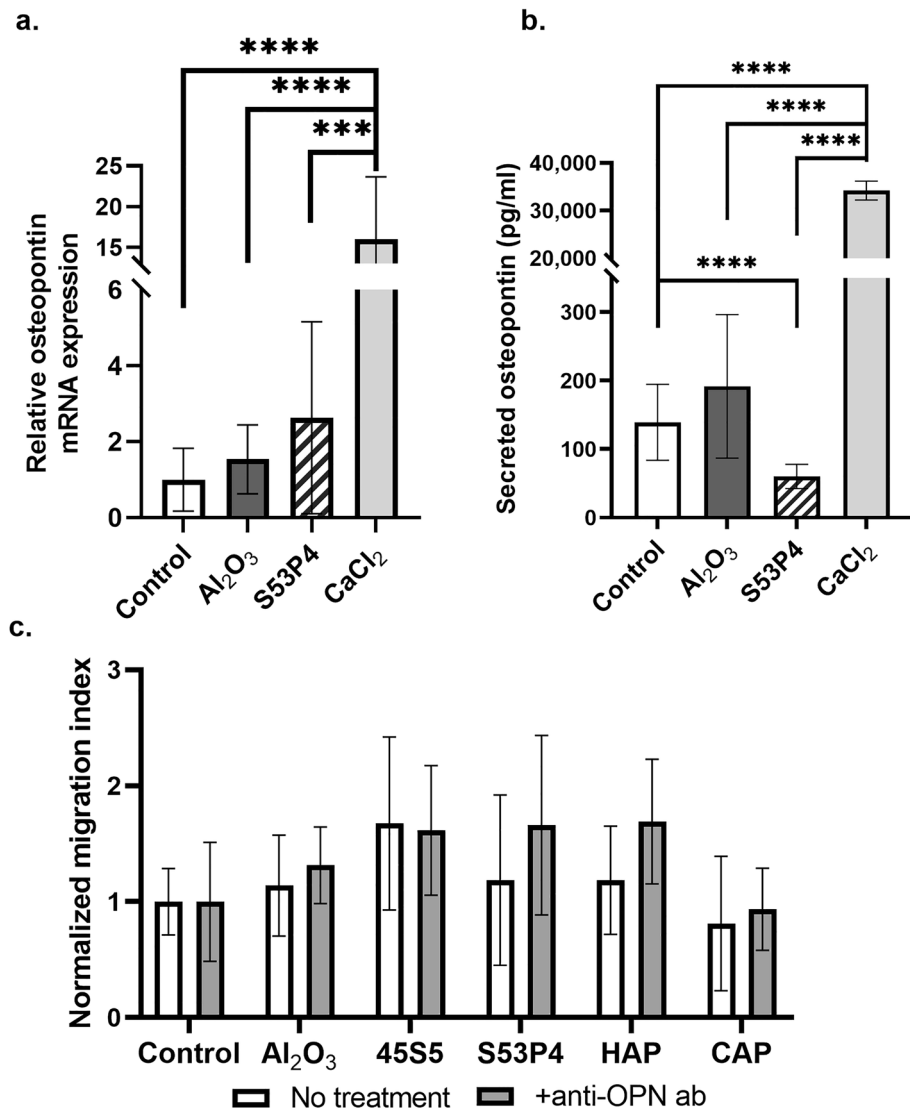 a.
****
****
***
Relative osteopontin
mRNA expression
25
20
15
6
4
2
0
Control
Al₂O₃
S53P4
CaCl₂
b.
****
****
****
****
Secreted osteopontin (pg/ml)
40,000
30,000
20,000
300
200
100
0
Control
Al₂O₃
S53P4
CaCl₂
c.
Normalized migration index
3
2
1
0
Control
Al₂O₃
45S5
S53P4
HAP
CAP
No treatment
+anti-OPN ab